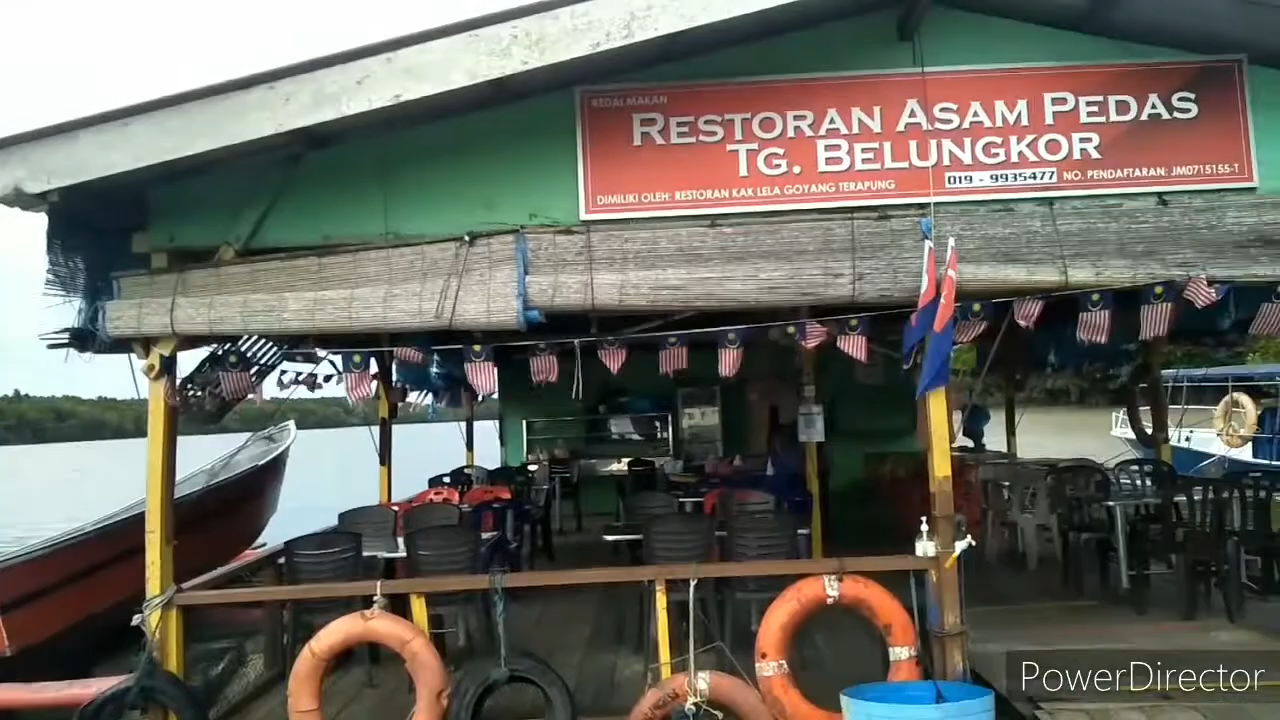 KEDAI MAKAN
RESTORAN ASAM PEDAS
TG. BELUNGKOR
DIMILIKI OLEH: RESTORAN KAK LELA GOYANG TERAPUNG 019 - 9935477 NO. PENDAFTARAN: JM0715155-T
PowerDirector